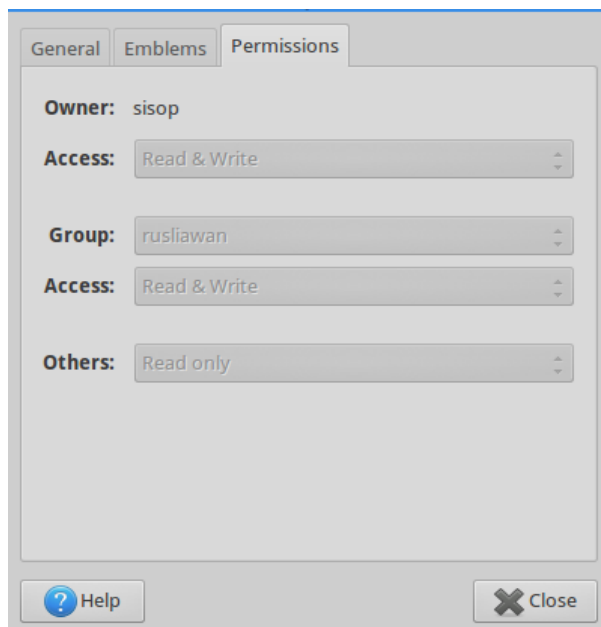 General Emblems Permissions
Owner: sisop
Access: Read & Write
Group: rusliawan
Access: Read & Write
Others: Read only
? Help Close